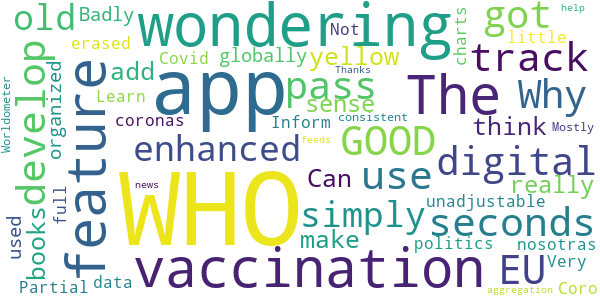 old Badly wondering got
erased Covid globally yellow Not charts little help
Worldometer develop organized add app Thanks track
feature Learn pass sense The Why
books coronas Inform consistent think Mostly
enhanced GOOD digital
news WHO Can feeds use really
used full simply unadjustable seconds
make politics nosotras
Partial data vaccination EU Very
aggregation Coro